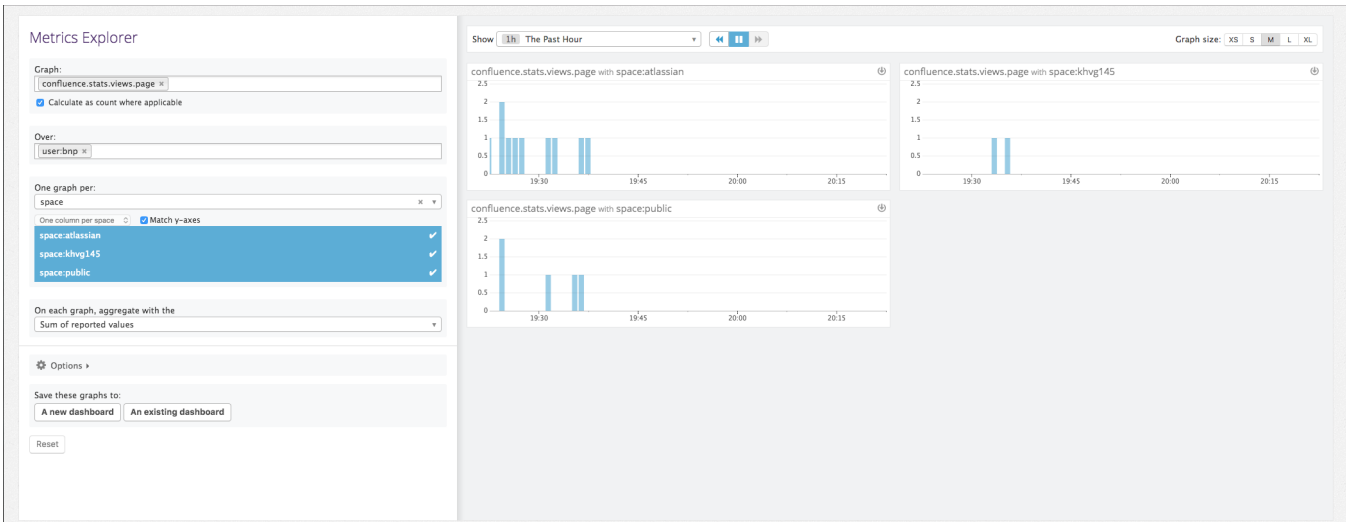 Metrics Explorer
Graph:
confluence.stats.views.page ×
Calculate as count where applicable
Over:
user:bnp ×
One graph per:
space ×
One column per space Match y-axes
space:atlassian
space:khvg145
space:public
On each graph, aggregate with the
Sum of reported values
Options
Save these graphs to:
A new dashboard An existing dashboard
Reset
Show 1h The Past Hour Graph size: XS S M L XL
confluence.stats.views.page with space:atlassian
2.5
2
1.5
1
0.5
0
19:30 19:45 20:00 20:15
confluence.stats.views.page with space:khvg145
2.5
2
1.5
1
0.5
0
19:30 19:45 20:00 20:15
confluence.stats.views.page with space:public
2.5
2
1.5
1
0.5
0
19:30 19:45 20:00 20:15